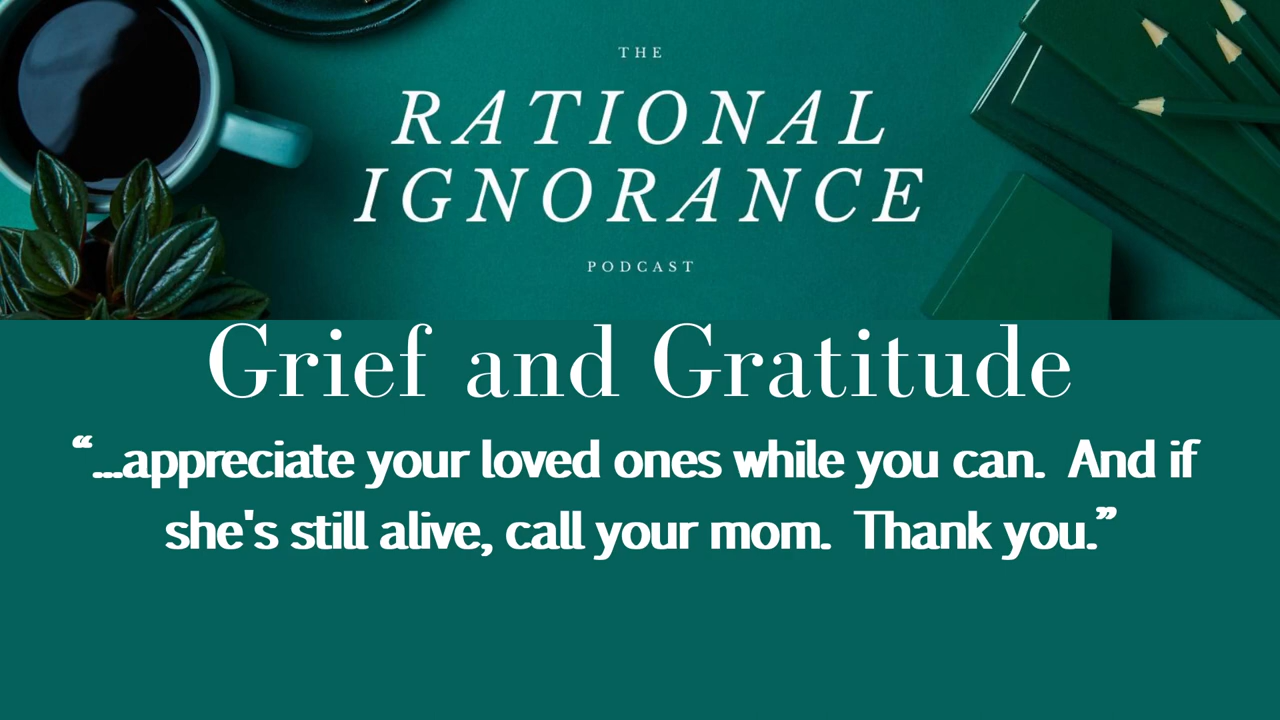 THE
RATIONAL
IGNORANCE
PODCAST
Grief and Gratitude
“...appreciate your loved ones while you can.  And if
she's still alive, call your mom.  Thank you.”